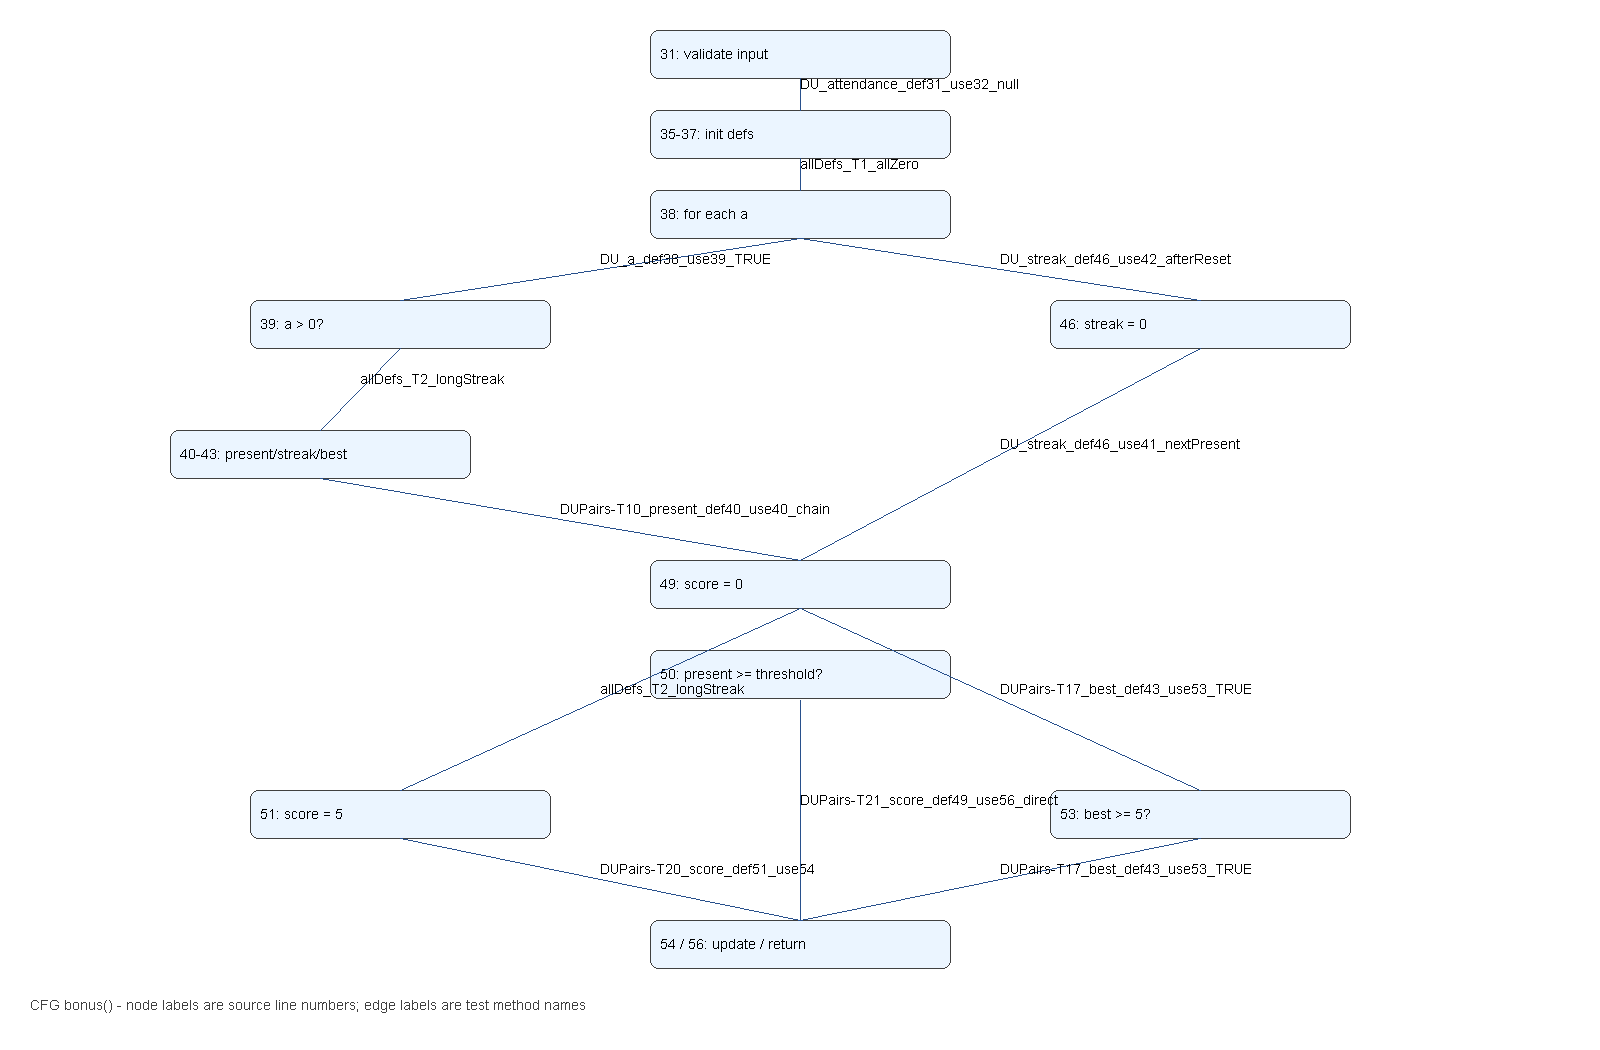 31: validate input
DU_attendance_def31_use32_null
35-37: init defs
allDefs_T1_allZero
38: for each a
DU_a_def38_use39_TRUE
DU_streak_def46_use42_afterReset
39: a > 0?
46: streak = 0
allDefs_T2_longStreak
DU_streak_def46_use41_nextPresent
40-43: present/streak/best
DUPairs-T10_present_def40_use40_chain
49: score = 0
50: present >= threshold?
allDefs_T2_longStreak
DUPairs-T17_best_def43_use53_TRUE
DUPairs-T21_score_def49_use56_direct
51: score = 5
53: best >= 5?
DUPairs-T20_score_def51_use54
DUPairs-T17_best_def43_use53_TRUE
54 / 56: update / return
CFG bonus() - node labels are source line numbers; edge labels are test method names